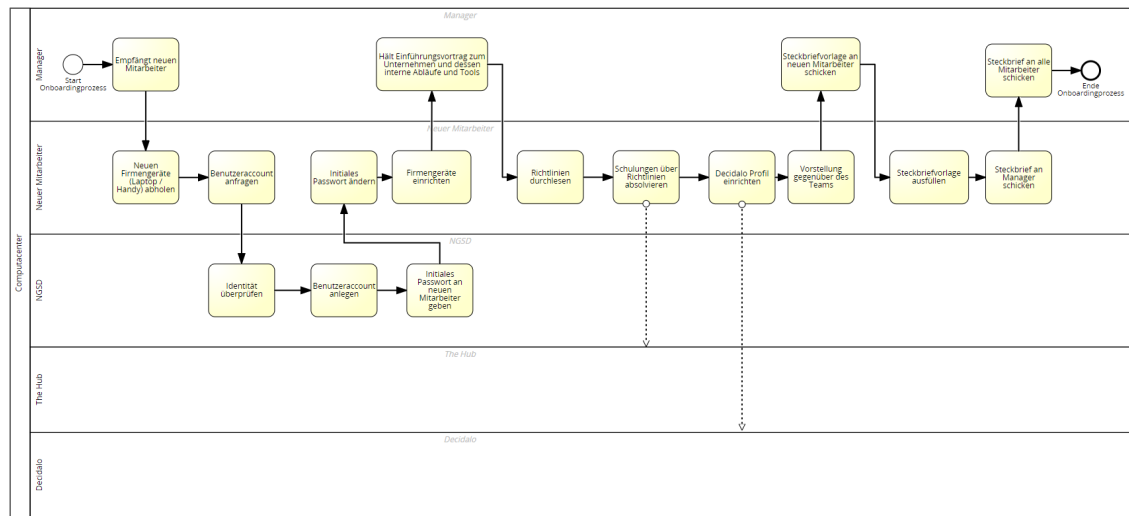 Computacenter
Manager
Manager
Start
Onboardingprozess
Empfängt neuen
Mitarbeiter
Hält Einführungsvortrag zum
Unternehmen und dessen
interne Abläufe und Tools
Steckbriefvorlage an
neuen Mitarbeiter
schicken
Steckbrief an alle
Mitarbeiter
schicken
Ende
Onboardingprozess
Neuer Mitarbeiter
Neuer Mitarbeiter
Neuen
Firmengeräte
(Laptop /
Handy) abholen
Benutzeraccount
anfragen
Initiales
Passwort ändern
Firmengeräte
einrichten
Richtlinien
durchlesen
Schulungen über
Richtlinien
absolvieren
Decidalo Profil
einrichten
Vorstellung
gegenüber des
Teams
Steckbriefvorlage
ausfüllen
Steckbrief an
Manager
schicken
NGSD
NGSD
Identität
überprüfen
Benutzeraccount
anlegen
Initiales
Passwort an
neuen
Mitarbeiter
geben
The Hub
The Hub
Decidalo
Decidalo